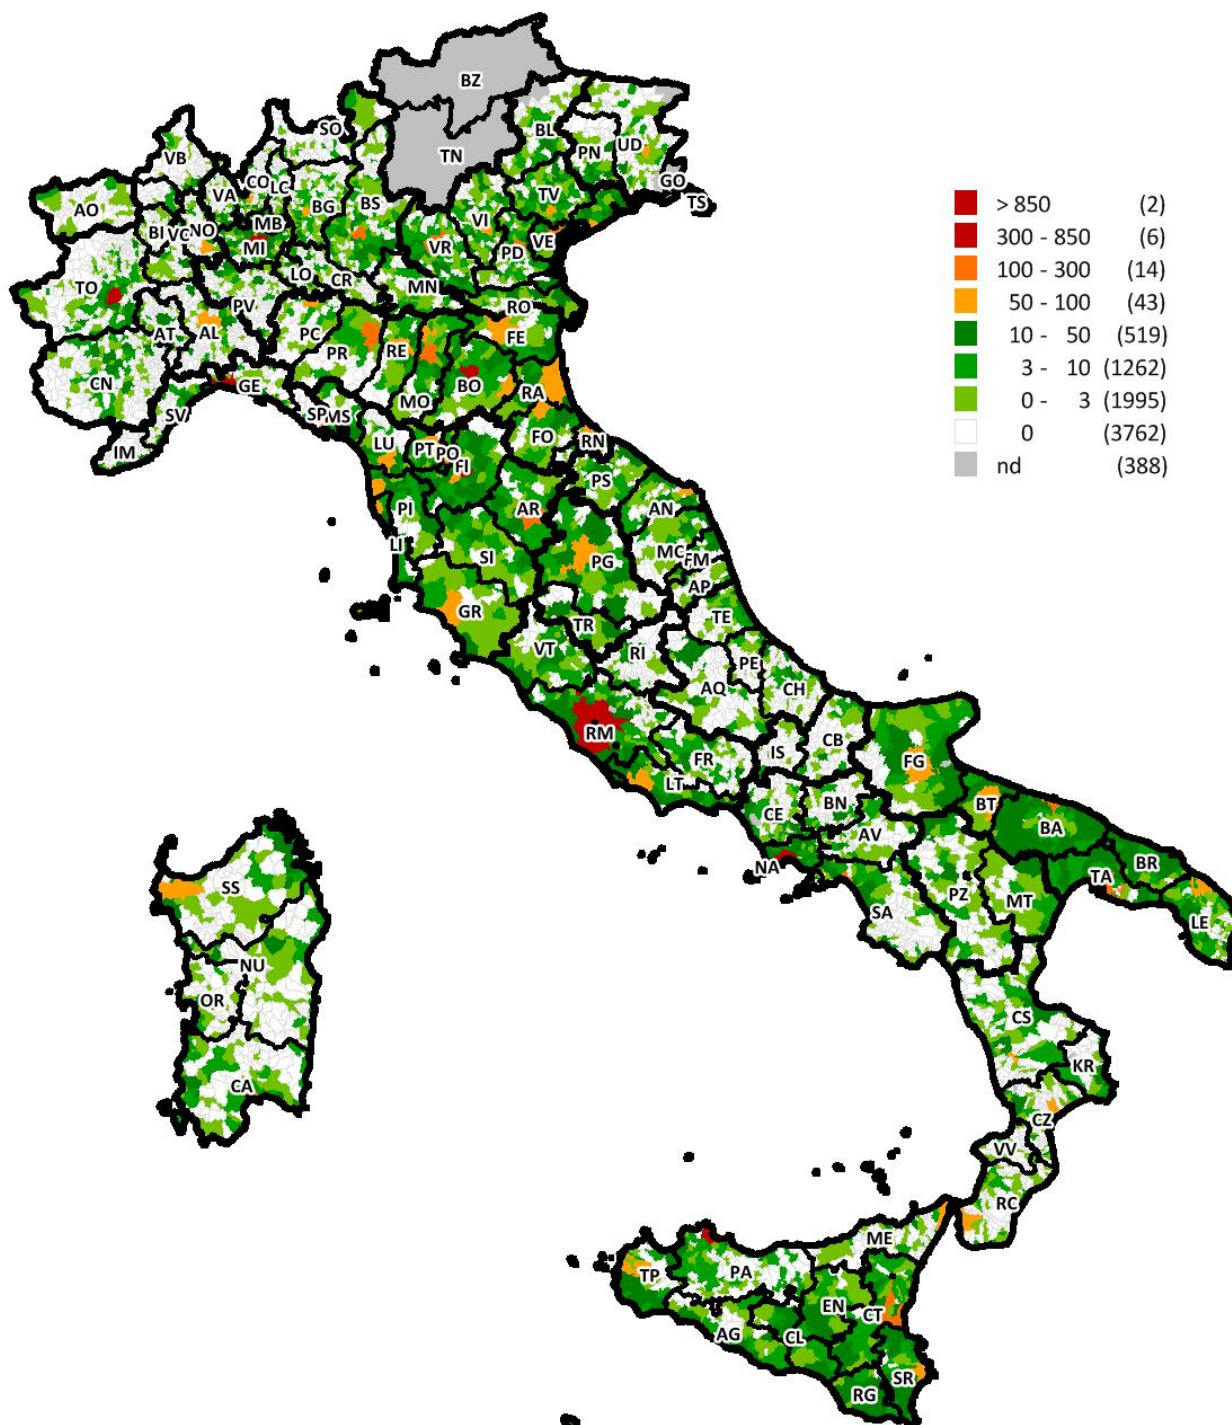 BZ
SO
BL
TN
PN
UD
VB
GO
CO
LC
TS
VA
TV
AO
BG
BS
MB
VI
BI
VC
NO
MI
VE
VR
PD
LO
TO
CR
MN
PV
RO
AT
AL
PC
FE
PR
RE
CN
GE
BO
RA
MO
SV
SP
MS
FO
LU
PT
PO
RN
IM
FI
PS
PI
AR
AN
LI
SI
MC
FM
PG
AP
GR
TE
TR
VT
RI
PE
AQ
CH
RM
CB
IS
FR
FG
LT
BT
CE
BN
BA
AV
NA
BR
TA
SS
PZ
MT
SA
LE
NU
OR
CS
KR
CA
CZ
VV
RC
ME
TP
PA
EN
CT
AG
CL
SR
RG
> 850 (2)
300 - 850 (6)
100 - 300 (14)
50 - 100 (43)
10 - 50 (519)
3 - 10 (1262)
0 - 3 (1995)
0 (3762)
nd (388)